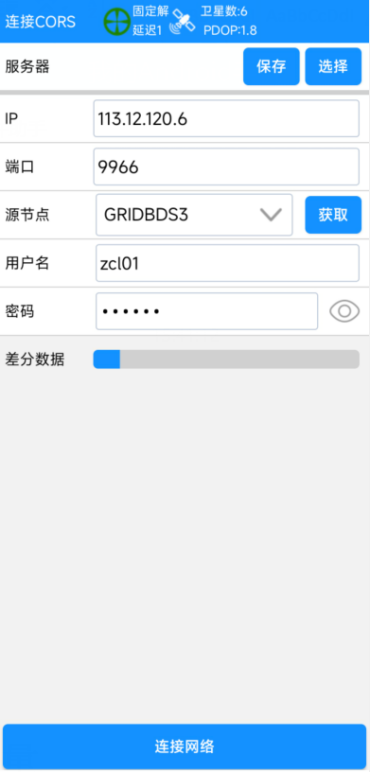 连接CORS 固定解 卫星数:6
延迟1 PDOP:1.8
服务器 保存 选择
IP 113.12.120.6
端口 9966
源节点 GRIDBDS3 获取
用户名 zcl01
密码 ••••••
差分数据
连接网络